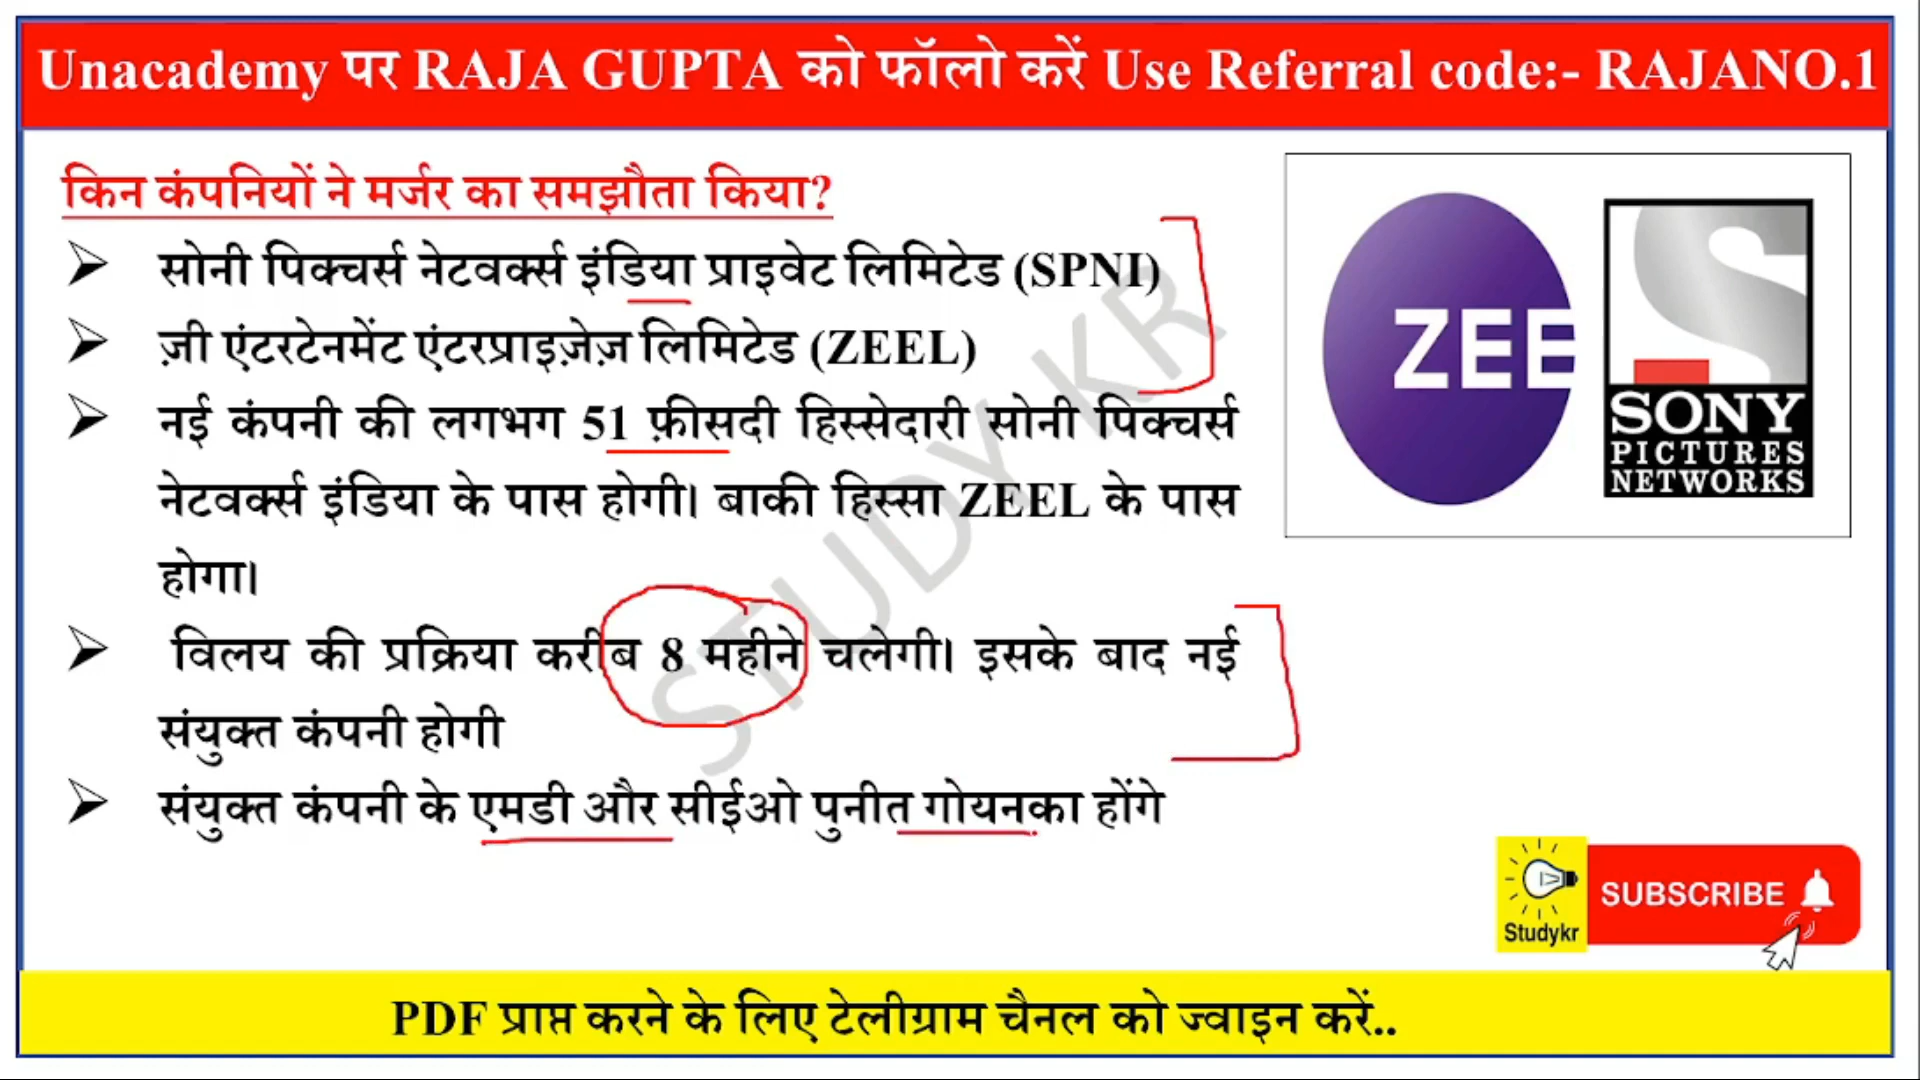 Unacademy पर RAJA GUPTA को फॉलो करें Use Referral code:- RAJANO.1
किन कंपनियों ने मर्जर का समझौता किया?
सोनी पिक्चर्स नेटवर्क्स इंडिया प्राइवेट लिमिटेड (SPNI)
ज़ी एंटरटेनमेंट एंटरप्राइज़ेज़ लिमिटेड (ZEEL)
नई कंपनी की लगभग 51 फ़ीसदी हिस्सेदारी सोनी पिक्चर्स
नेटवर्क्स इंडिया के पास होगी। बाकी हिस्सा ZEEL के पास
होगा।
विलय की प्रक्रिया करीब 8 महीने चलेगी। इसके बाद नई
संयुक्त कंपनी होगी
संयुक्त कंपनी के एमडी और सीईओ पुनीत गोयनका होंगे
STUDY KR
ZEE
SONY
PICTURES
NETWORKS
Studykr
SUBSCRIBE
PDF प्राप्त करने के लिए टेलीग्राम चैनल को ज्वाइन करें..